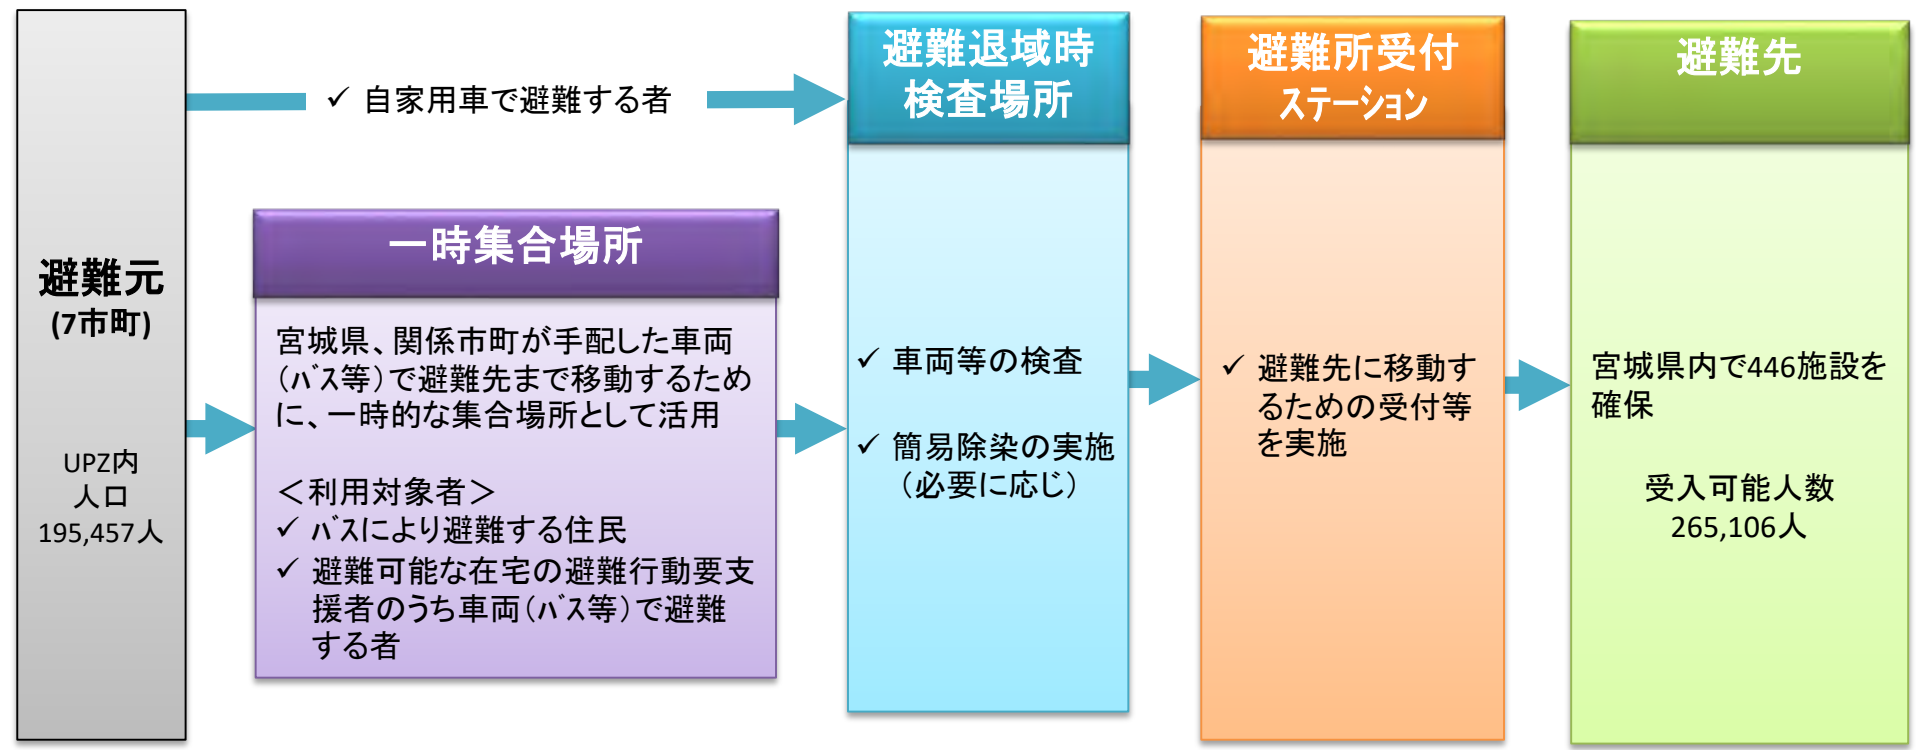 避難元
(7市町)
UPZ内
人口
195,457人
✓ 自家用車で避難する者
一時集合場所
宮城県、関係市町が手配した車両
（ﾊﾞｽ等）で避難先まで移動するため
に、一時的な集合場所として活用
＜利用対象者＞
✓ ﾊﾞｽにより避難する住民
✓ 避難可能な在宅の避難行動要支
援者のうち車両（ﾊﾞｽ等）で避難
する者
避難退域時
検査場所
✓ 車両等の検査
✓ 簡易除染の実施
（必要に応じ）
避難所受付
ｽﾃｰｼｮﾝ
✓ 避難先に移動す
るための受付等
を実施
避難先
宮城県内で446施設を
確保
受入可能人数
265,106人